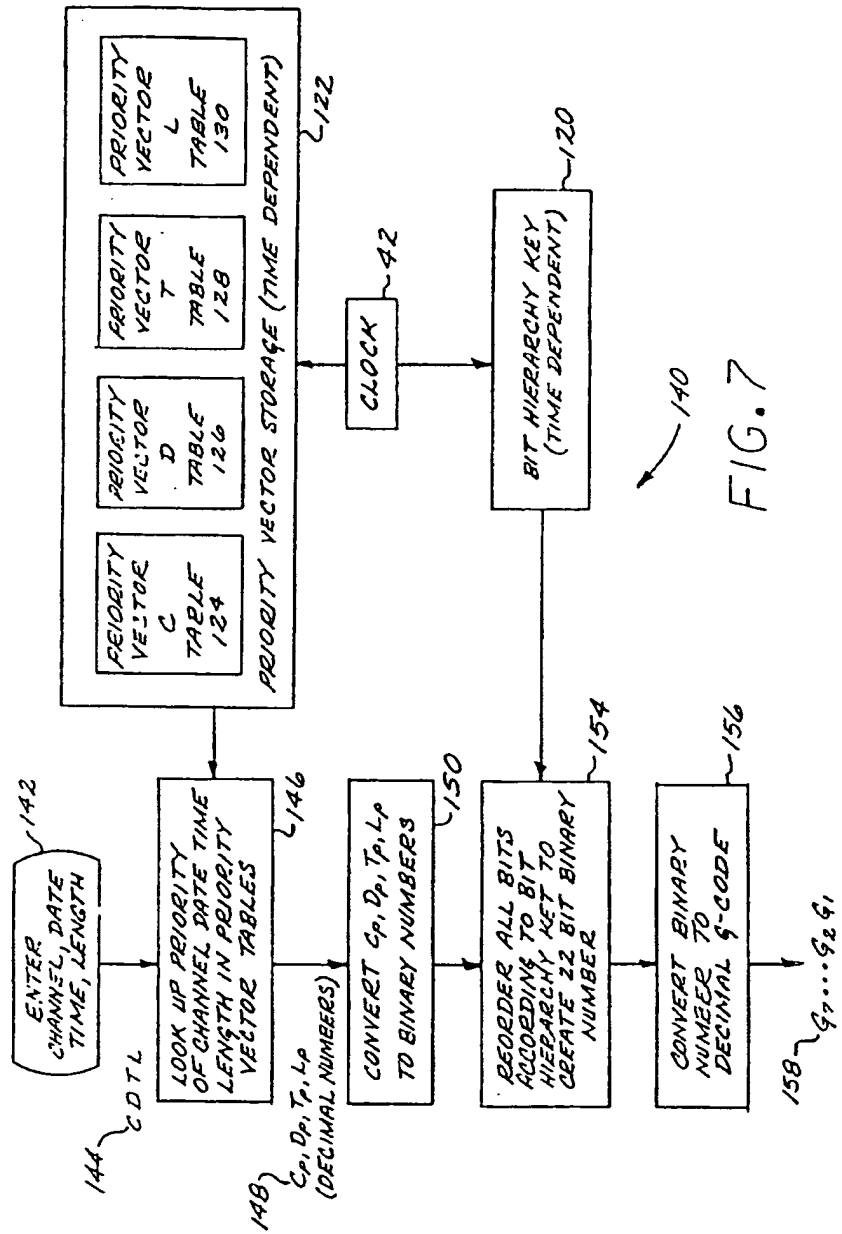 ENTER
CHANNEL, DATE
TIME, LENGTH
142
144
CDTL
LOOK UP PRIORITY
OF CHANNEL DATE TIME
LENGTH IN PRIORITY
VECTOR TABLES
146
148
Cp, Dp, Tp, Lp
(DECIMAL NUMBERS)
CONVERT Cp, Dp, Tp, Lp
TO BINARY NUMBERS
150
REORDER ALL BITS
ACCORDING TO BIT
HIERARCHY KET TO
CREATE 22 BIT BINARY
NUMBER
154
CONVERT BINARY
NUMBER TO
DECIMAL G-CODE
156
158
G7...G2G1
PRIORITY
VECTOR
C
TABLE
124
PRIORITY
VECTOR
D
TABLE
126
PRIORITY
VECTOR
T
TABLE
128
PRIORITY
VECTOR
L
TABLE
130
PRIORITY VECTOR STORAGE (TIME DEPENDENT)
122
CLOCK
42
BIT HIERARCHY KEY
(TIME DEPENDENT)
120
140
FIG. 7